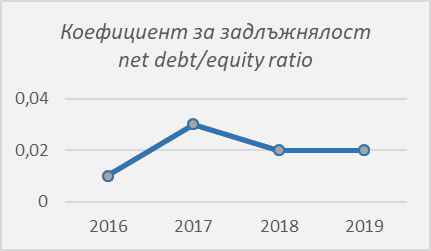 Коефициент за задлъжнялост
net debt/equity ratio
0,04
0,02
0
2016 2017 2018 2019